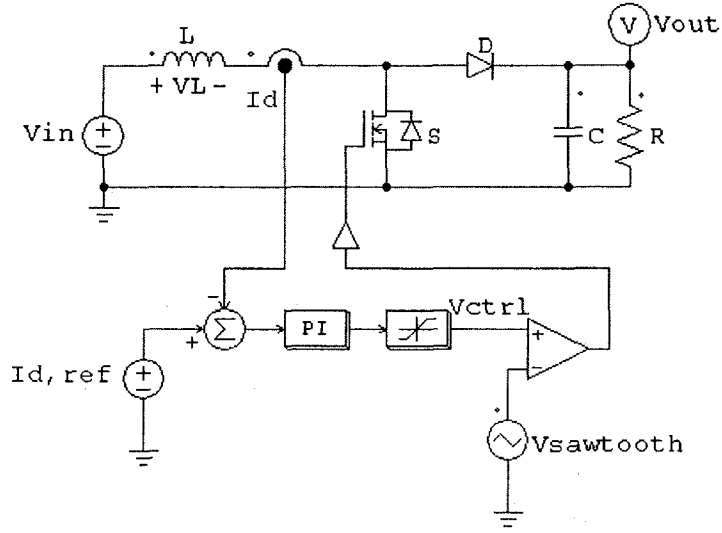 V Vout
L
D
+ VL -
Id
Vin
+
−
S
C
R
−
Σ
+
PI
Vctrl
+
−
Id,ref
+
−
Vsawtooth